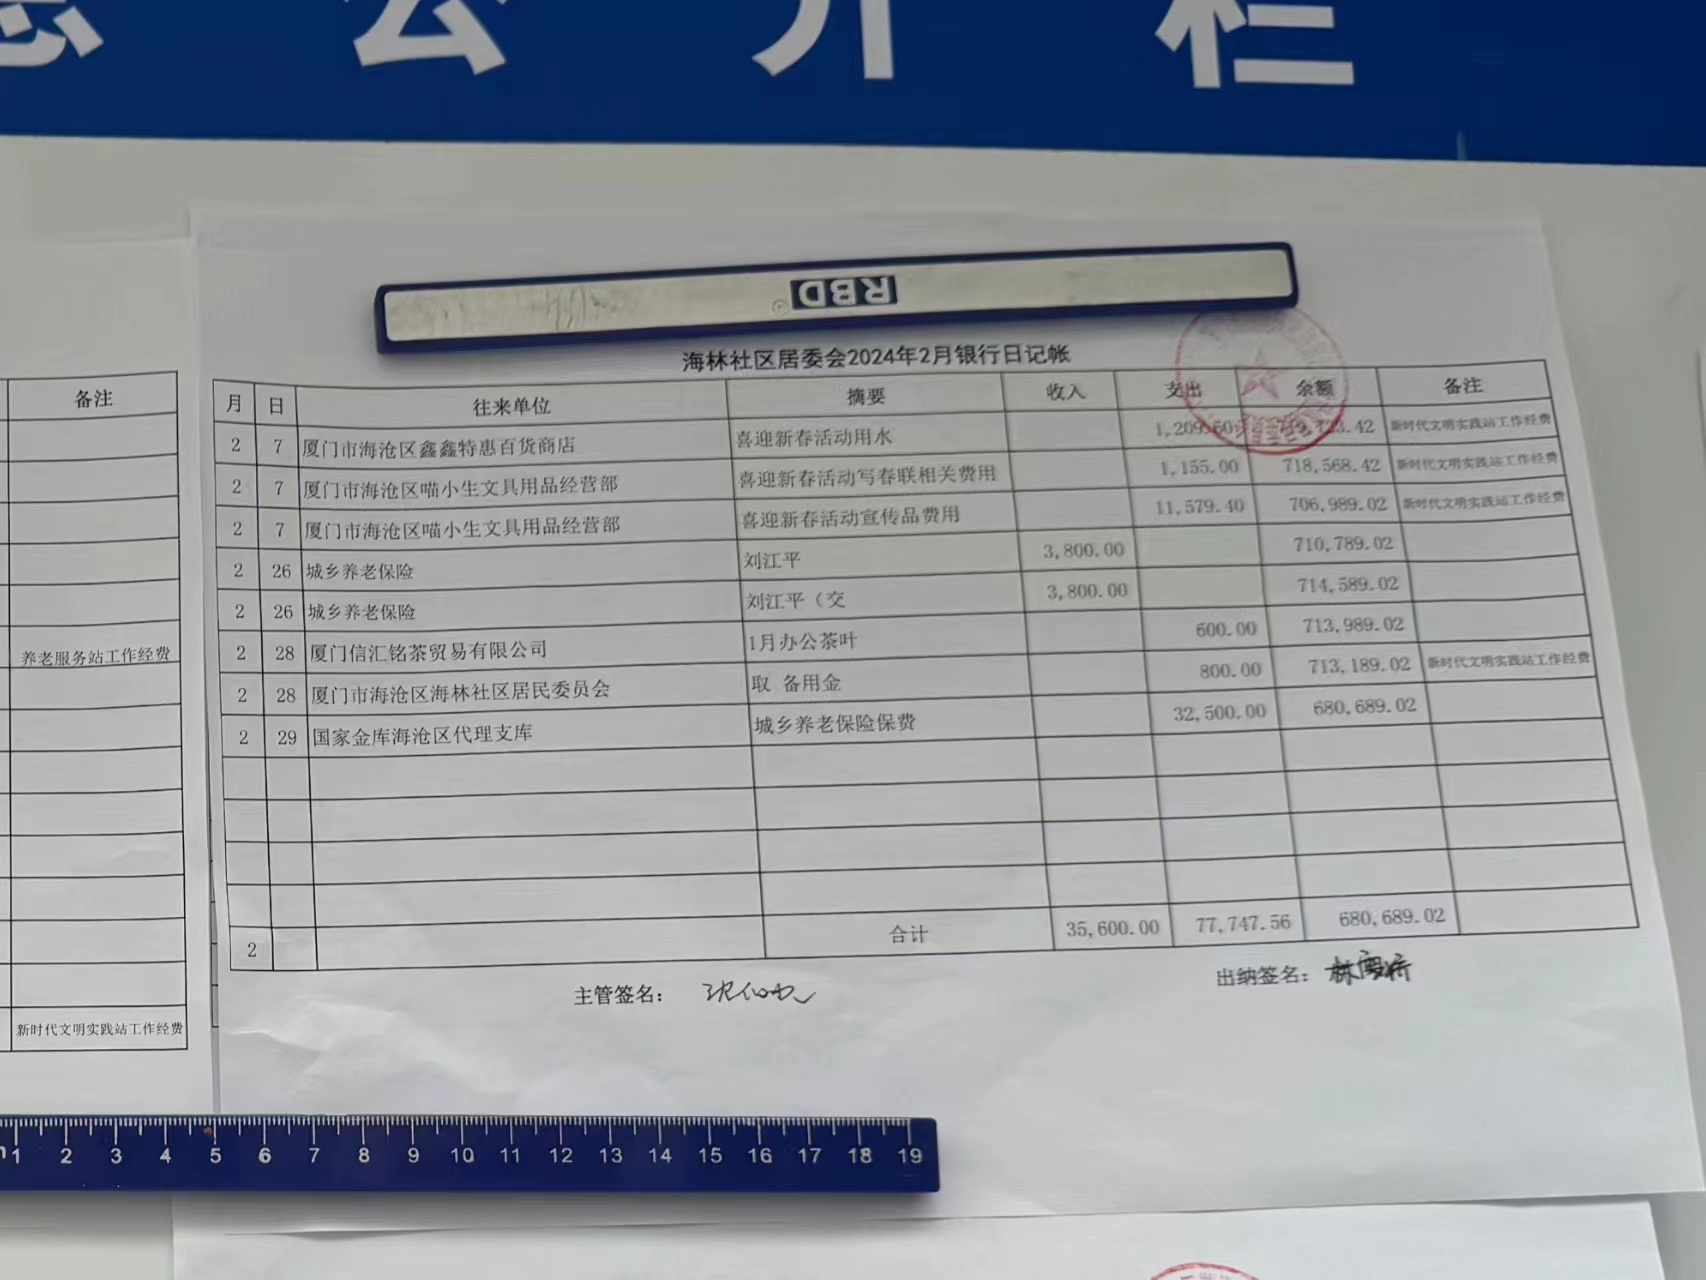 公开栏
RBD
海林社区居委会2024年2月银行日记帐
月 日 往来单位 摘要 收入 支出 余额 备注
2 7 厦门市海沧区鑫鑫特惠百货商店 喜迎新春活动用水 1,209.60 新时代文明实践站工作经费
2 7 厦门市海沧区喵小生文具用品经营部 喜迎新春活动写春联相关费用 1,155.00 718,568.42 新时代文明实践站工作经费
2 7 厦门市海沧区喵小生文具用品经营部 喜迎新春活动宣传品费用 11,579.40 706,989.02 新时代文明实践站工作经费
2 26 城乡养老保险 刘江平 3,800.00 710,789.02
2 26 城乡养老保险 刘江平（交 3,800.00 714,589.02
2 28 厦门信汇铭茶贸易有限公司 1月办公茶叶 600.00 713,989.02
2 28 厦门市海沧区海林社区居民委员会 取 备用金 800.00 713,189.02 新时代文明实践站工作经费
2 29 国家金库海沧区代理支库 城乡养老保险保费 32,500.00 680,689.02
2 合计 35,600.00 77,747.56 680,689.02
主管签名： 出纳签名：
备注
养老服务站工作经费
新时代文明实践站工作经费
1 2 3 4 5 6 7 8 9 10 11 12 13 14 15 16 17 18 19